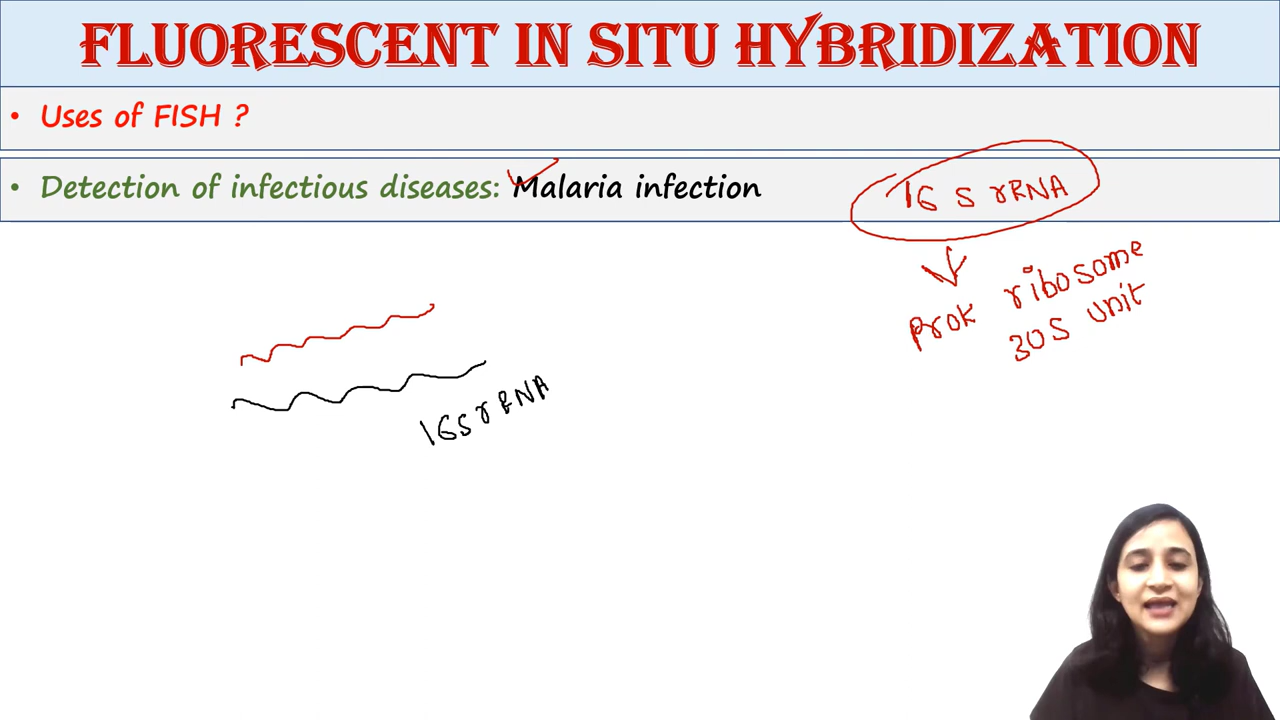 FLUORESCENT IN SITU HYBRIDIZATION
• Uses of FISH ?
• Detection of infectious diseases: Malaria infection
16 S rRNA
prok ribosome
30S unit
16S rRNA